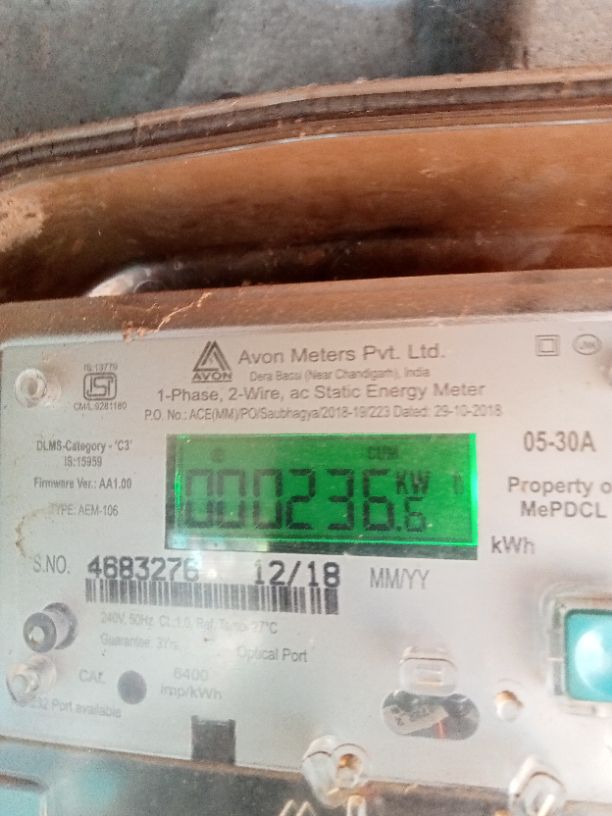 IS:13779
ISI
CM/L:9281180
AVON
Avon Meters Pvt. Ltd.
Dera Bassi (Near Chandigarh), India
1-Phase, 2-Wire, ac Static Energy Meter
P.O. No.: ACE(MM)/PO/Saubhagya/2018-19/223 Dated: 29-10-2018
DLMS-Category - 'C3'
IS:15959
Firmware Ver.: AA1.00
TYPE: AEM-106
CUM
000236.6 KW
kWh
05-30A
Property o
MePDCL
S.NO. 4683276 12/18 MM/YY
240V, 50Hz, Cl.:1.0, Ref. Temp. 27°C
Guarantee: 5Yrs
Optical Port
CAL
6400
imp/kWh
232 Port available